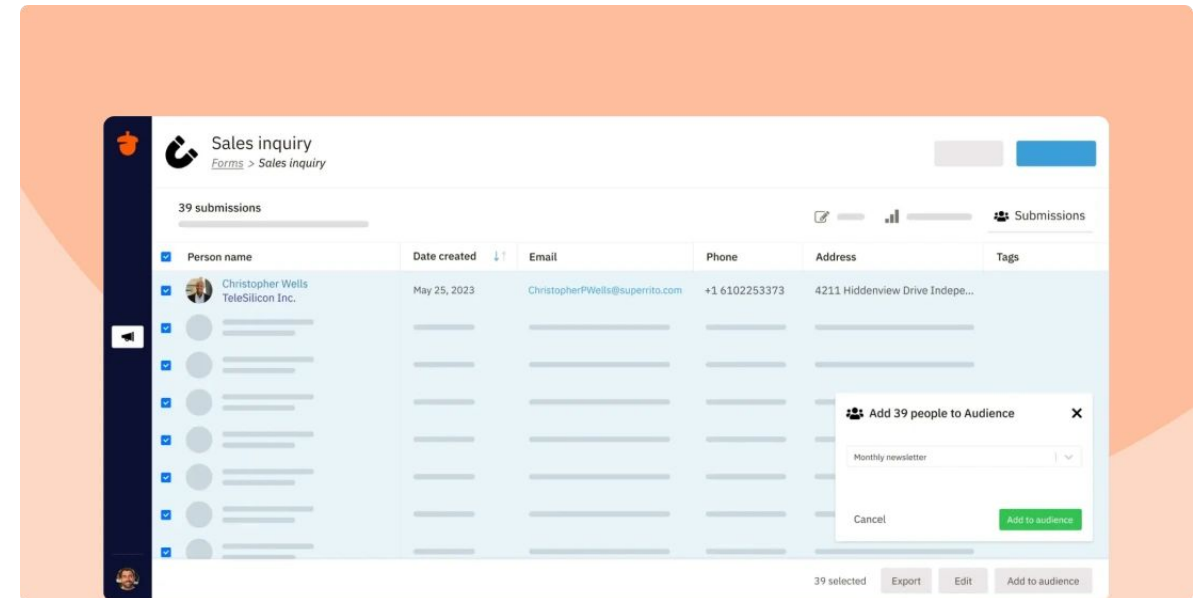 Sales inquiry
Forms > Sales inquiry
39 submissions
Submissions
Person name Date created Email Phone Address Tags
Christopher Wells
TeleSilicon Inc.
May 25, 2023 ChristopherPWells@superrito.com +1 6102253373 4211 Hiddenview Drive Indepe...
Add 39 people to Audience
Monthly newsletter
Cancel Add to audience
39 selected Export Edit Add to audience